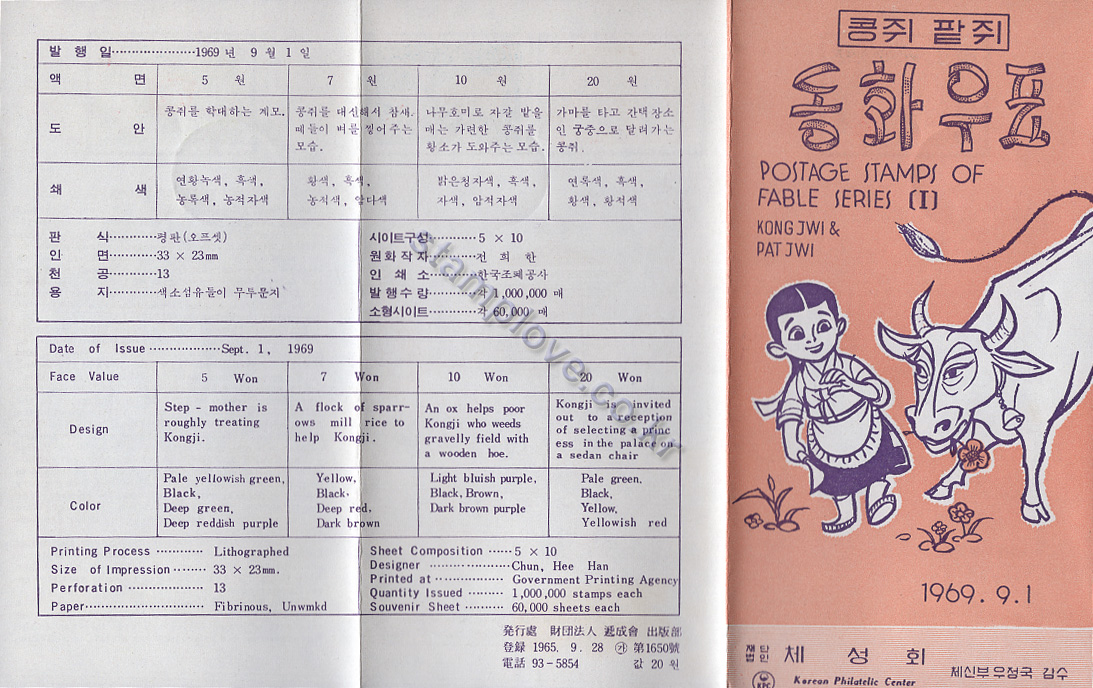 발 행 일·····················1969 년 9 월 1 일
액 면 5 원 7 원 10 원 20 원
도 안
콩쥐를 학대하는 계모.
콩쥐를 대신해서 참새.
떼들이 벼를 찧어주는
모습.
나무호미로 자갈 밭을
매는 가련한 콩쥐를
황소가 도와주는 모습.
가마를 타고 간택장소
인 궁중으로 달려가는
콩쥐.
쇄 색
연황녹색, 흑색,
농록색, 농적자색
황색, 흑색,
농적색, 암다색
밝은청자색, 흑색,
자색, 암적자색
연록색, 흑색,
황색, 황적색
판 식············평판(오프셋)
인 면············33 × 23mm
천 공············13
용 지············색소섬유들이 무투문지
시이트구성············5 × 10
원화작자············전 희 한
인 쇄 소············한국조폐공사
발행수량············각 1,000,000 매
소형시이트············각 60,000 매
Date of Issue ··················Sept. 1, 1969
Face Value 5 Won 7 Won 10 Won 20 Won
Design
Step - mother is
roughly treating
Kongji.
A flock of sparr-
ows mill rice to
help Kongji.
An ox helps poor
Kongji who weeds
gravelly field with
a wooden hoe.
Kongji is invited
out to a reception
of selecting a princ
ess in the palace on
a sedan chair
Color
Pale yellowish green,
Black,
Deep green,
Deep reddish purple
Yellow,
Black·
Deep red,
Dark brown
Light bluish purple,
Black, Brown,
Dark brown purple
Pale green,
Black,
Yellow,
Yellowish red
Printing Process ············ Lithographed
Size of Impression ········ 33 × 23mm.
Perforation ···················· 13
Paper······························ Fibrinous, Unwmkd
Sheet Composition ······5 × 10
Designer ·····················Chun, Hee Han
Printed at ·················· Government Printing Agency
Quantity Issued ········· 1,000,000 stamps each
Souvenir Sheet ·········· 60,000 sheets each
発行處 財団法人 遞成會 出版部
登録 1965. 9. 28 ㉮ 第1650號
電話 93-5854 값 20 원
stamplove.co.kr
콩쥐 팥쥐
동화우표
POSTAGE STAMPS OF
FABLE SERIES (I)
KONG JWI &
PAT JWI
1969. 9. 1
재단
법인 체 성 회
KPC Korean Philatelic Center 체신부우정국 감수